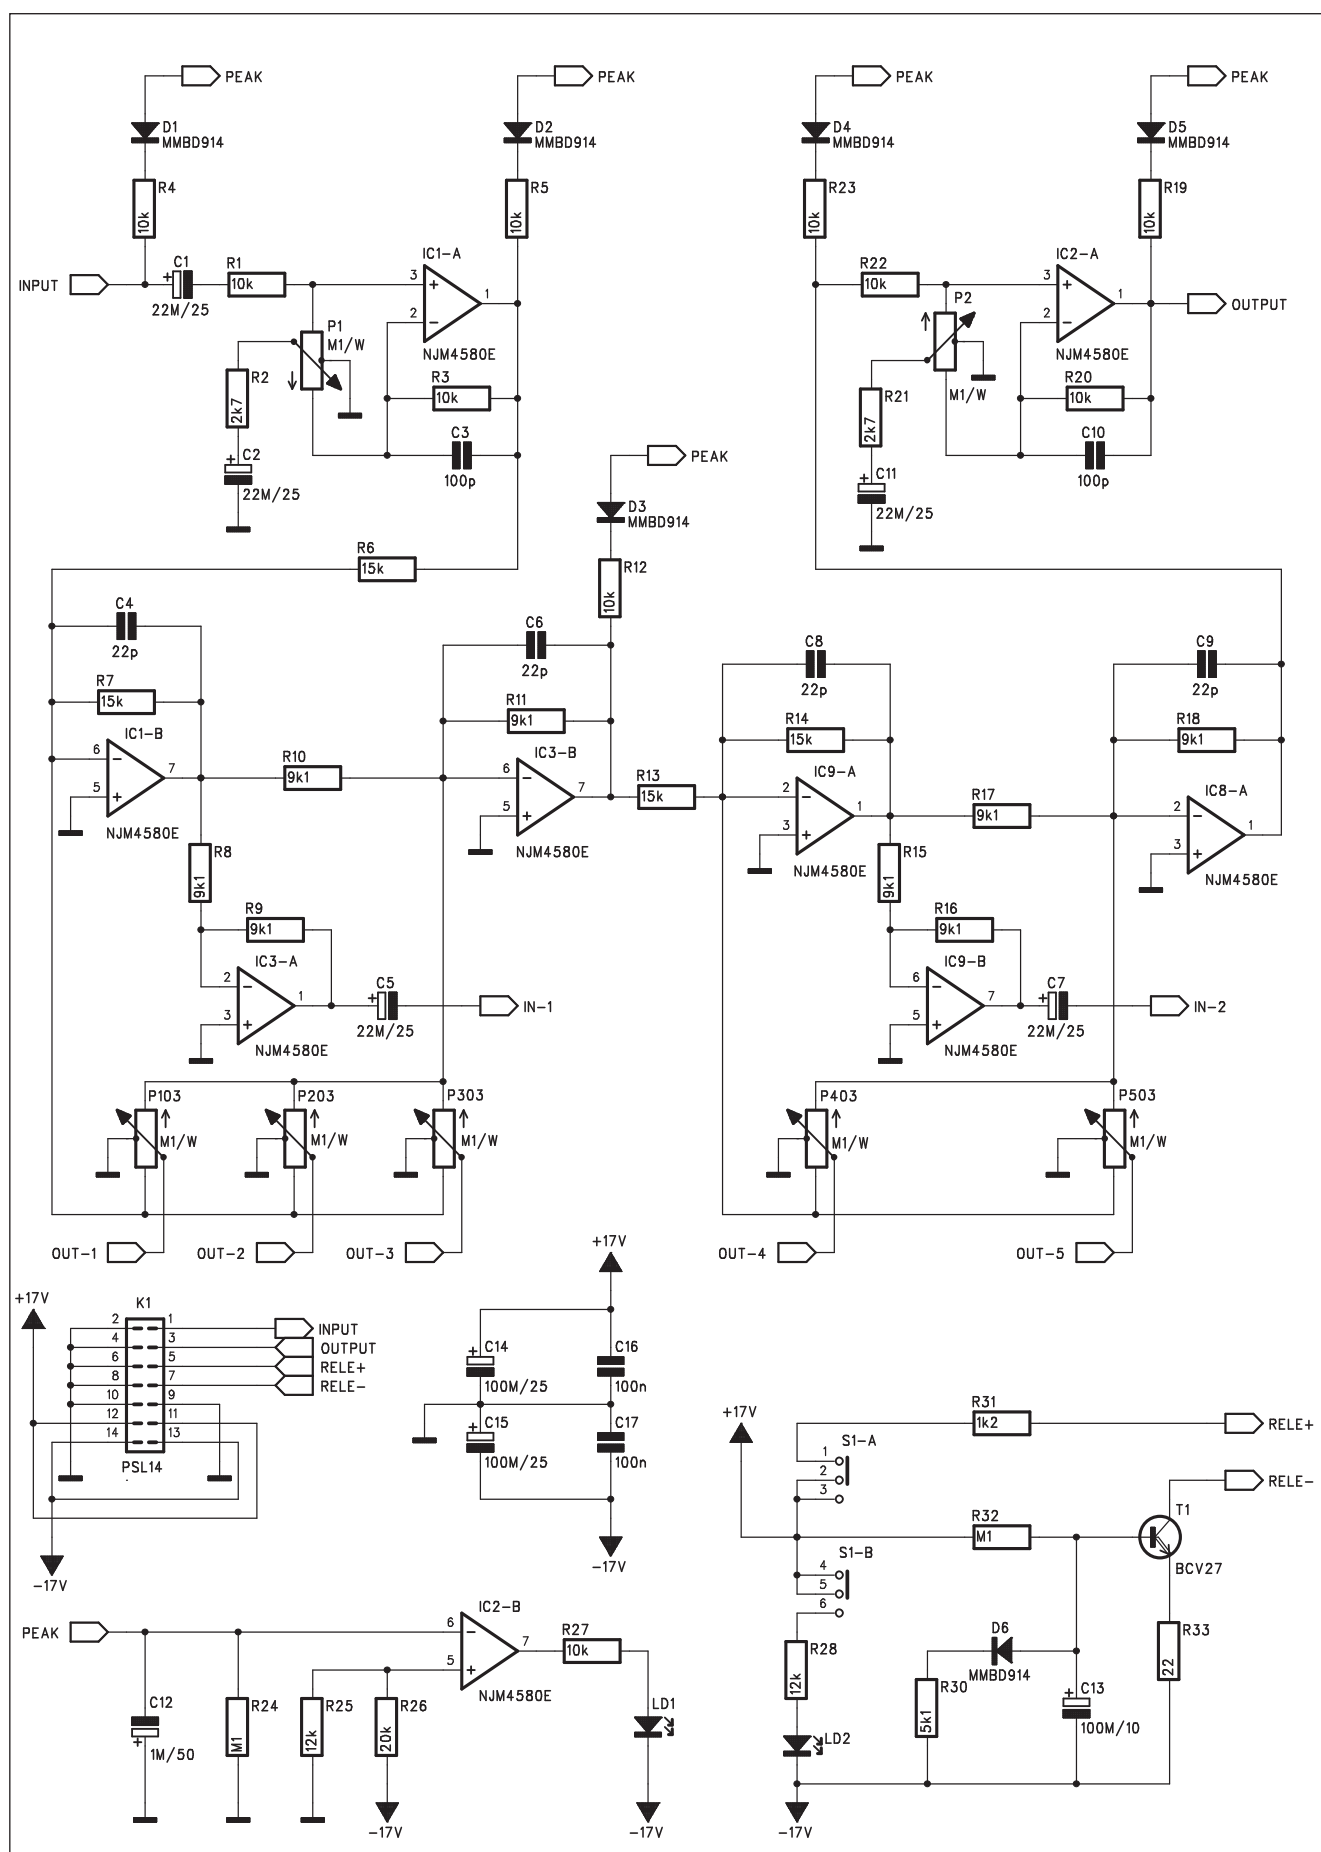 PEAK PEAK PEAK PEAK
D1 D2 D4 D5
MMBD914 MMBD914 MMBD914 MMBD914
R4 R5 R23 R19
10k 10k 10k 10k
C1 R1 IC1-A R22 IC2-A
INPUT 10k 3 + 1 10k P2 3 + 1 OUTPUT
22M/25 P1 2 − 2 −
M1/W NJM4580E NJM4580E
R2 R3 R21 M1/W R20
2k7 10k 2k7 10k
+ C2 C3 + C11 C10
22M/25 100p PEAK 22M/25 100p
D3
MMBD914
R6 R12
15k 10k
C4 C6 C8 C9
22p 22p 22p 22p
R7 R11 R14 R18
15k 9k1 15k 9k1
IC1-B R10 IC3-B R13 IC9-A R17 IC8-A
6 − 7 9k1 6 − 7 15k 2 − 1 9k1 2 − 1
5 + 5 + 3 + 3 +
NJM4580E NJM4580E NJM4580E NJM4580E
R8 R15
9k1 9k1
R9 R16
9k1 9k1
IC3-A C5 IC9-B C7
2 − 1 + IN-1 6 − 7 + IN-2
3 + 22M/25 5 + 22M/25
NJM4580E NJM4580E
P103 P203 P303 P403 P503
M1/W M1/W M1/W M1/W M1/W
OUT-1 OUT-2 OUT-3 OUT-4 OUT-5
+17V
+17V K1
2 1 INPUT
4 3 OUTPUT
6 5 RELE+
8 7 RELE-
10 9
12 11
14 13
PSL14
-17V
+ C14 C16
100M/25 100n
+ C15 C17
100M/25 100n
-17V
+17V R31
1k2 RELE+
S1-A
1
2
3
RELE-
R32 T1
M1
BCV27
S1-B
4
5
6
R28 D6 R33
12k MMBD914 22
R30 + C13
5k1 100M/10
LD2
-17V
PEAK 6 − IC2-B 7 R27
5 + 10k
NJM4580E
C12 R24 R25 R26 LD1
+ 1M/50 M1 12k 20k
-17V -17V